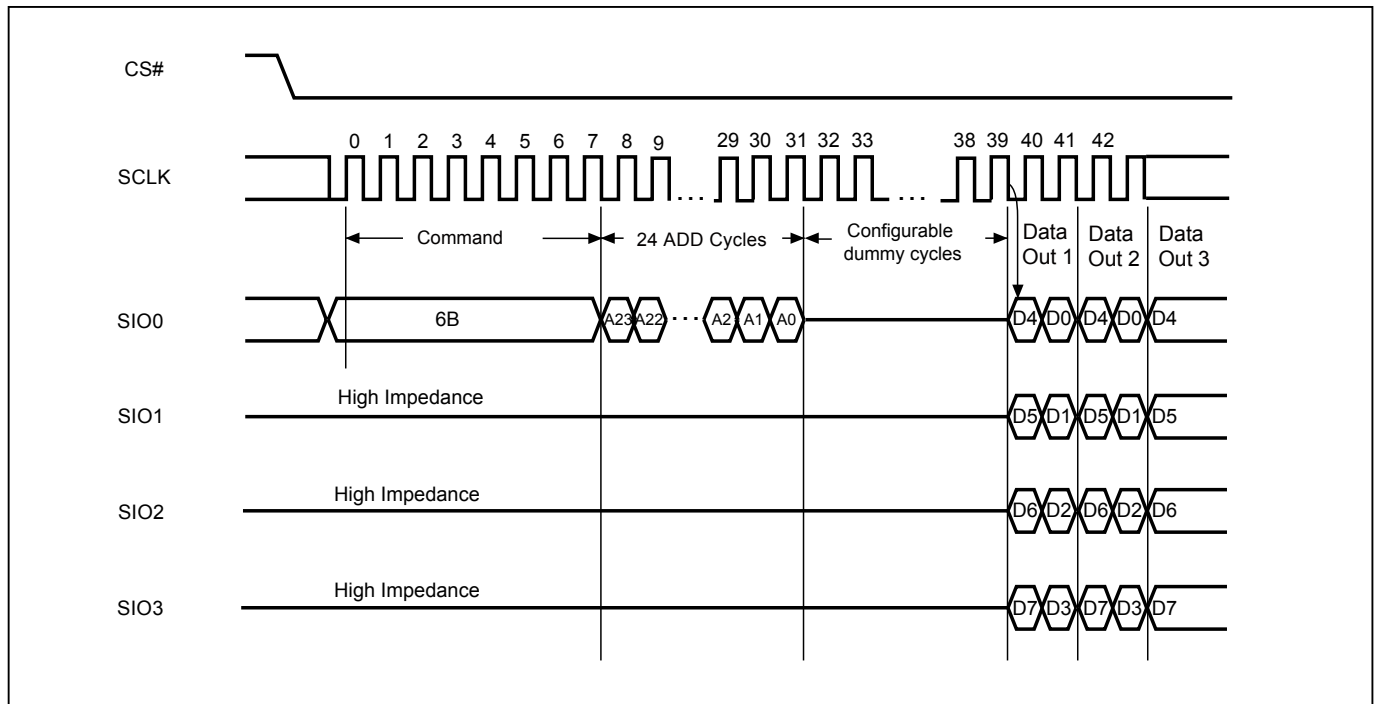 CS#
0 1 2 3 4 5 6 7 8 9 29 30 31 32 33 38 39 40 41 42
SCLK
. . . . . .
Command 24 ADD Cycles Configurable dummy cycles Data Out 1 Data Out 2 Data Out 3
SIO0 6B A23 A22 · · · A2 A1 A0 D4 D0 D4 D0 D4
High Impedance
SIO1 D5 D1 D5 D1 D5
High Impedance
SIO2 D6 D2 D6 D2 D6
High Impedance
SIO3 D7 D3 D7 D3 D7